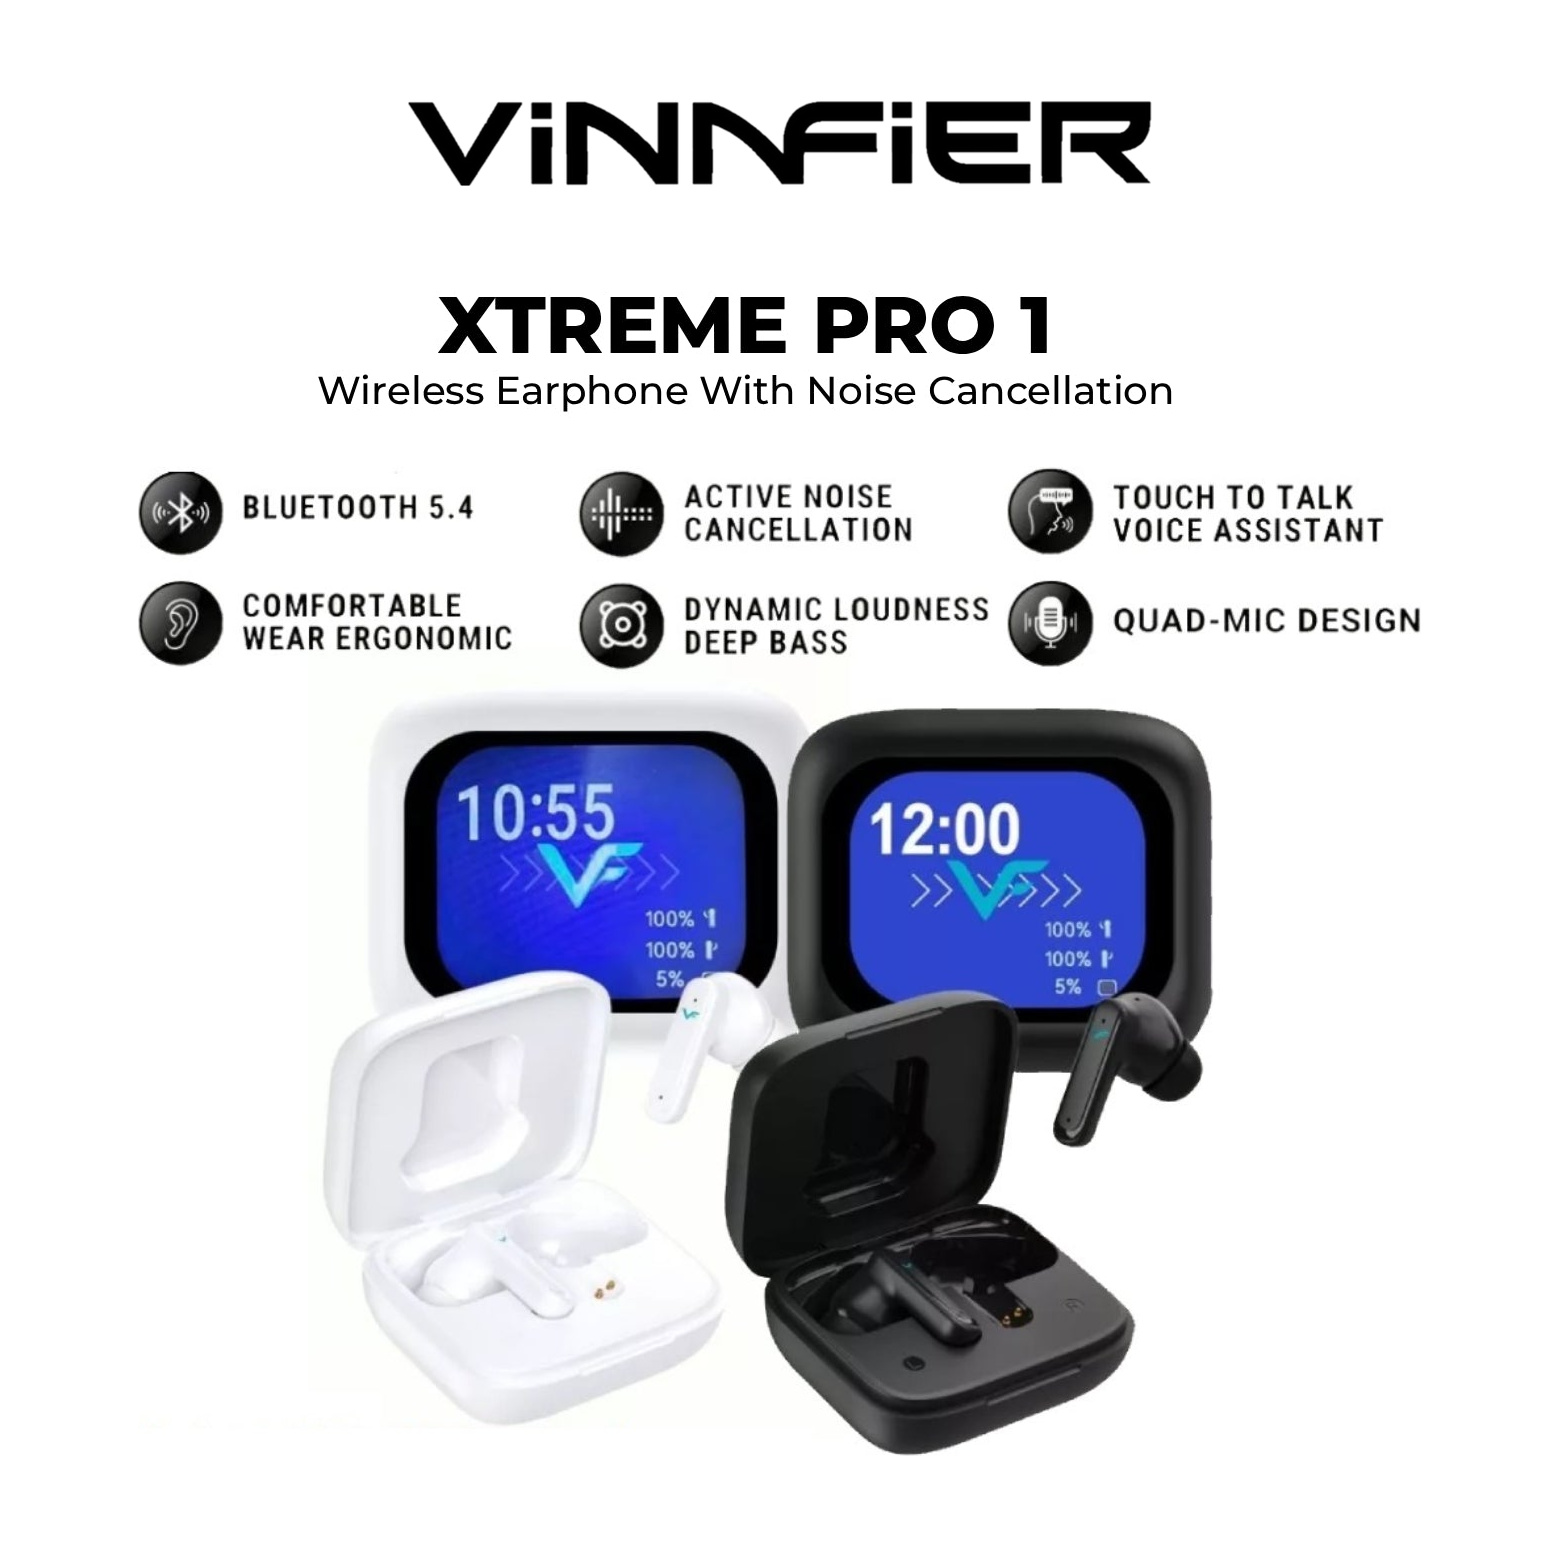 ViNNFiER
XTREME PRO 1
Wireless Earphone With Noise Cancellation
BLUETOOTH 5.4
ACTIVE NOISE
CANCELLATION
TOUCH TO TALK
VOICE ASSISTANT
COMFORTABLE
WEAR ERGONOMIC
DYNAMIC LOUDNESS
DEEP BASS
QUAD-MIC DESIGN
10:55
VF
100%
100%
5%
12:00
VF
100%
100%
5%
VF
L
R